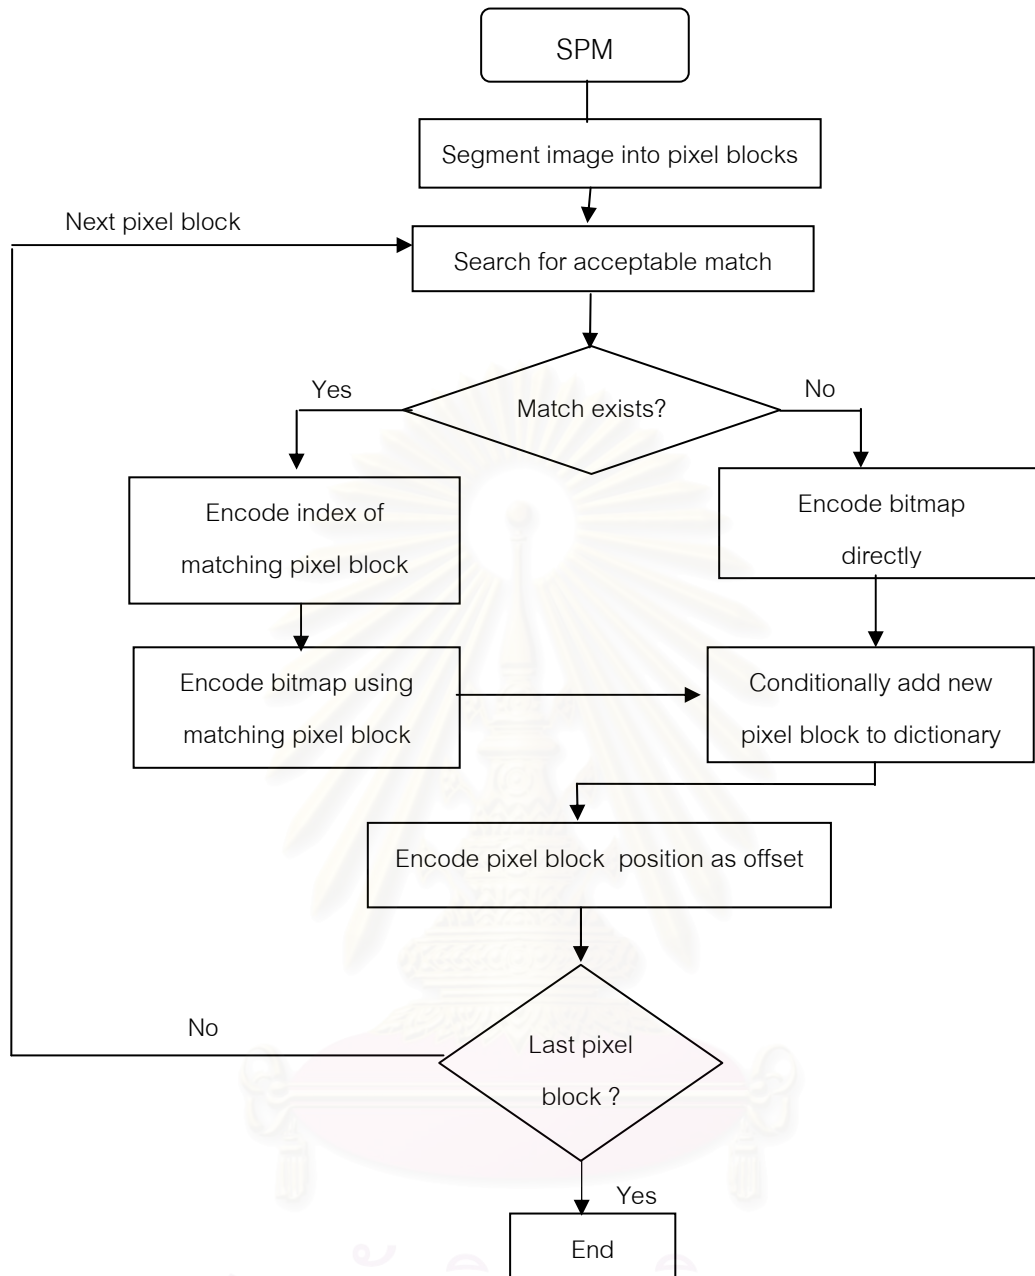 SPM
Segment image into pixel blocks
Next pixel block
Search for acceptable match
Yes
No
Match exists?
Encode index of
matching pixel block
Encode bitmap
directly
Encode bitmap using
matching pixel block
Conditionally add new
pixel block to dictionary
Encode pixel block position as offset
No
Last pixel
block ?
Yes
End